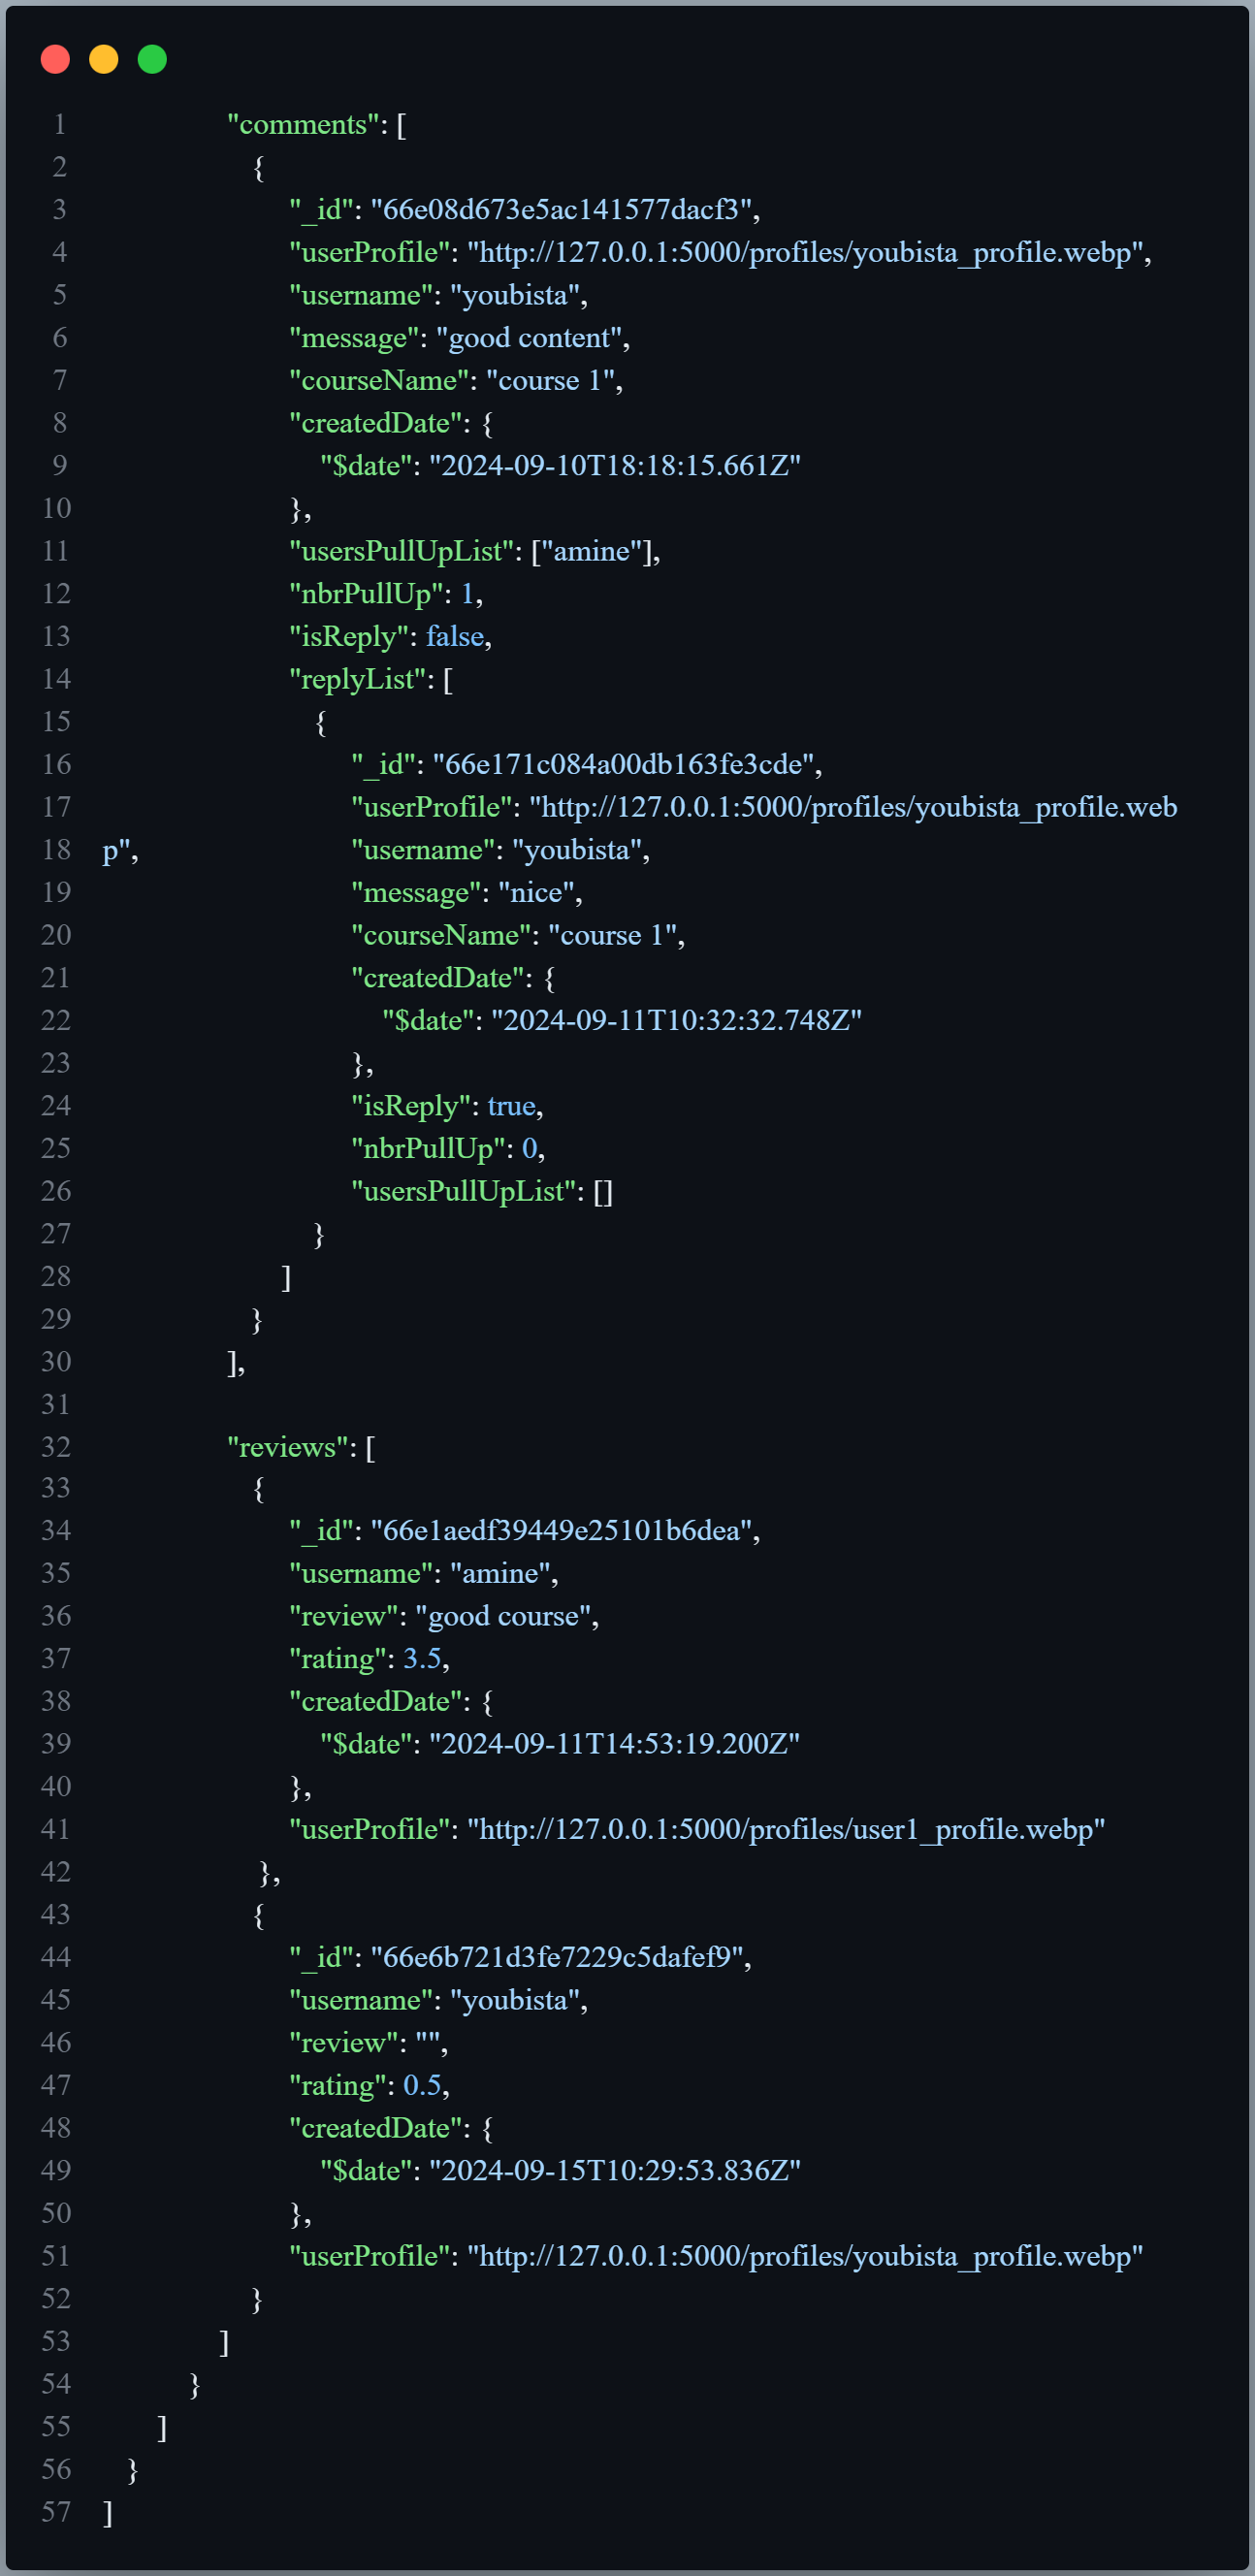 1 "comments": [
2 {
3 "_id": "66e08d673e5ac141577dacf3",
4 "userProfile": "http://127.0.0.1:5000/profiles/youbista_profile.webp",
5 "username": "youbista",
6 "message": "good content",
7 "courseName": "course 1",
8 "createdDate": {
9 "$date": "2024-09-10T18:18:15.661Z"
10 },
11 "usersPullUpList": ["amine"],
12 "nbrPullUp": 1,
13 "isReply": false,
14 "replyList": [
15 {
16 "_id": "66e171c084a00db163fe3cde",
17 "userProfile": "http://127.0.0.1:5000/profiles/youbista_profile.web
18 p", "username": "youbista",
19 "message": "nice",
20 "courseName": "course 1",
21 "createdDate": {
22 "$date": "2024-09-11T10:32:32.748Z"
23 },
24 "isReply": true,
25 "nbrPullUp": 0,
26 "usersPullUpList": []
27 }
28 ]
29 }
30 ],
31
32 "reviews": [
33 {
34 "_id": "66e1aedf39449e25101b6dea",
35 "username": "amine",
36 "review": "good course",
37 "rating": 3.5,
38 "createdDate": {
39 "$date": "2024-09-11T14:53:19.200Z"
40 },
41 "userProfile": "http://127.0.0.1:5000/profiles/user1_profile.webp"
42 },
43 {
44 "_id": "66e6b721d3fe7229c5dafef9",
45 "username": "youbista",
46 "review": "",
47 "rating": 0.5,
48 "createdDate": {
49 "$date": "2024-09-15T10:29:53.836Z"
50 },
51 "userProfile": "http://127.0.0.1:5000/profiles/youbista_profile.webp"
52 }
53 ]
54 }
55 ]
56 }
57 ]